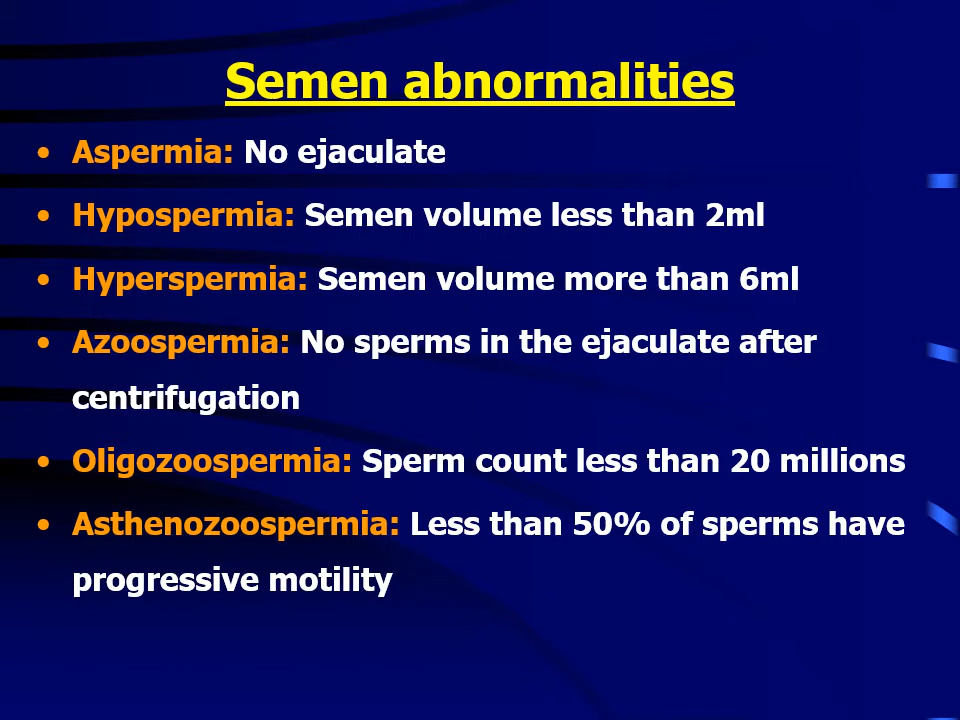 Semen abnormalities
• Aspermia: No ejaculate
• Hypospermia: Semen volume less than 2ml
• Hyperspermia: Semen volume more than 6ml
• Azoospermia: No sperms in the ejaculate after
centrifugation
• Oligozoospermia: Sperm count less than 20 millions
• Asthenozoospermia: Less than 50% of sperms have
progressive motility